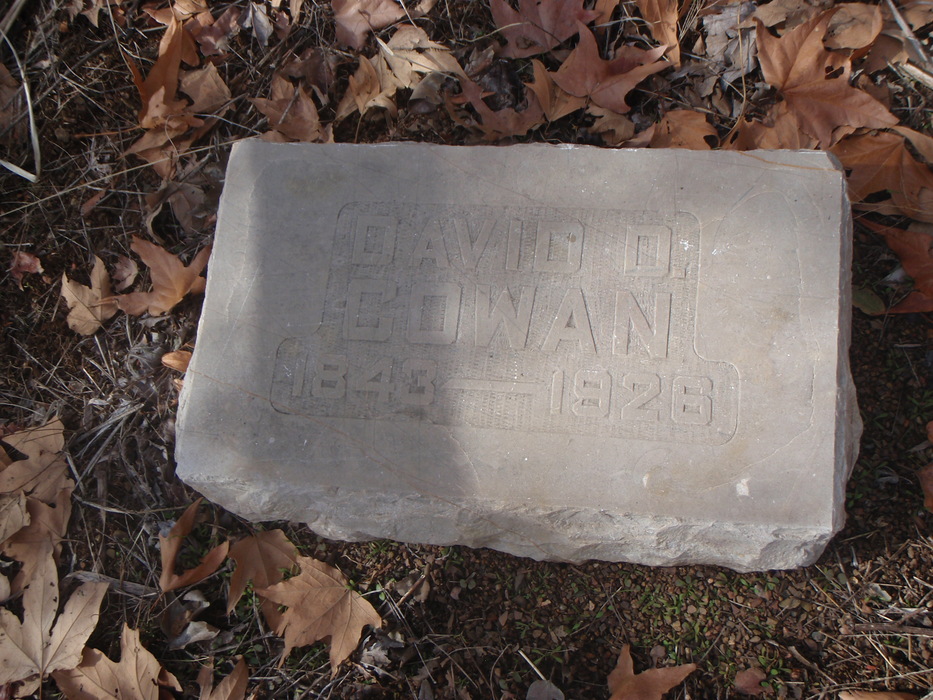 DAVID D.
COWAN
1843 — 1926